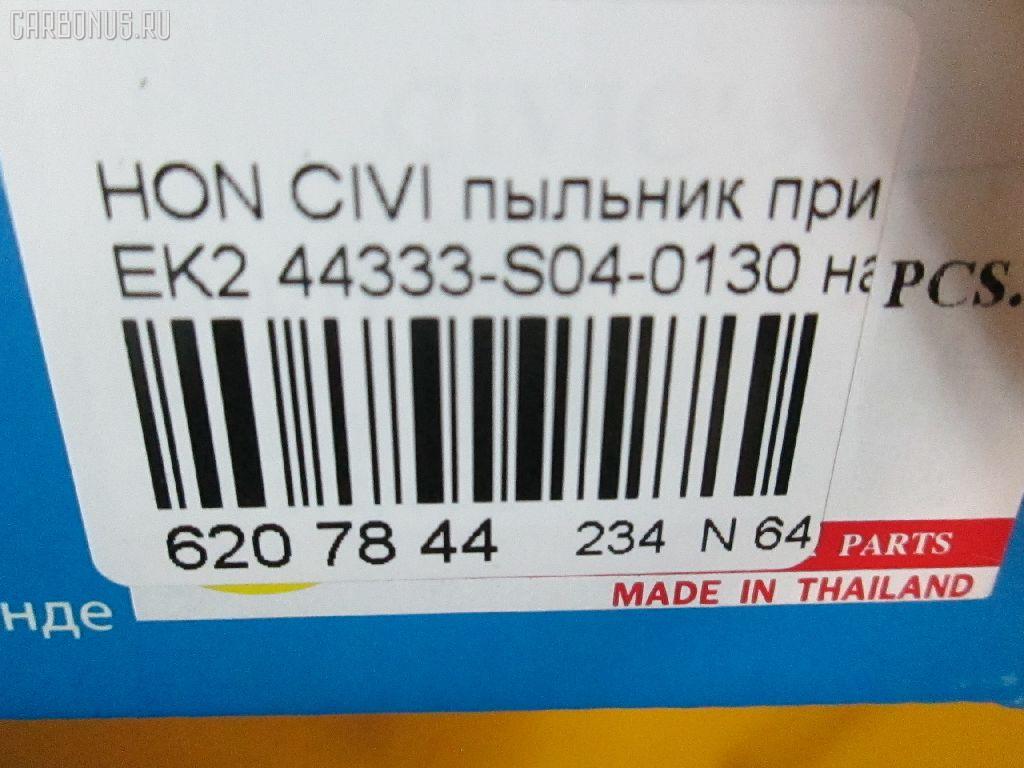 CARBONUS.RU
HON CIVI пыльник при
EK2 44333-S04-0130 на
PCS.
620 78 44 234 N 64
PARTS
MADE IN THAILAND
нде